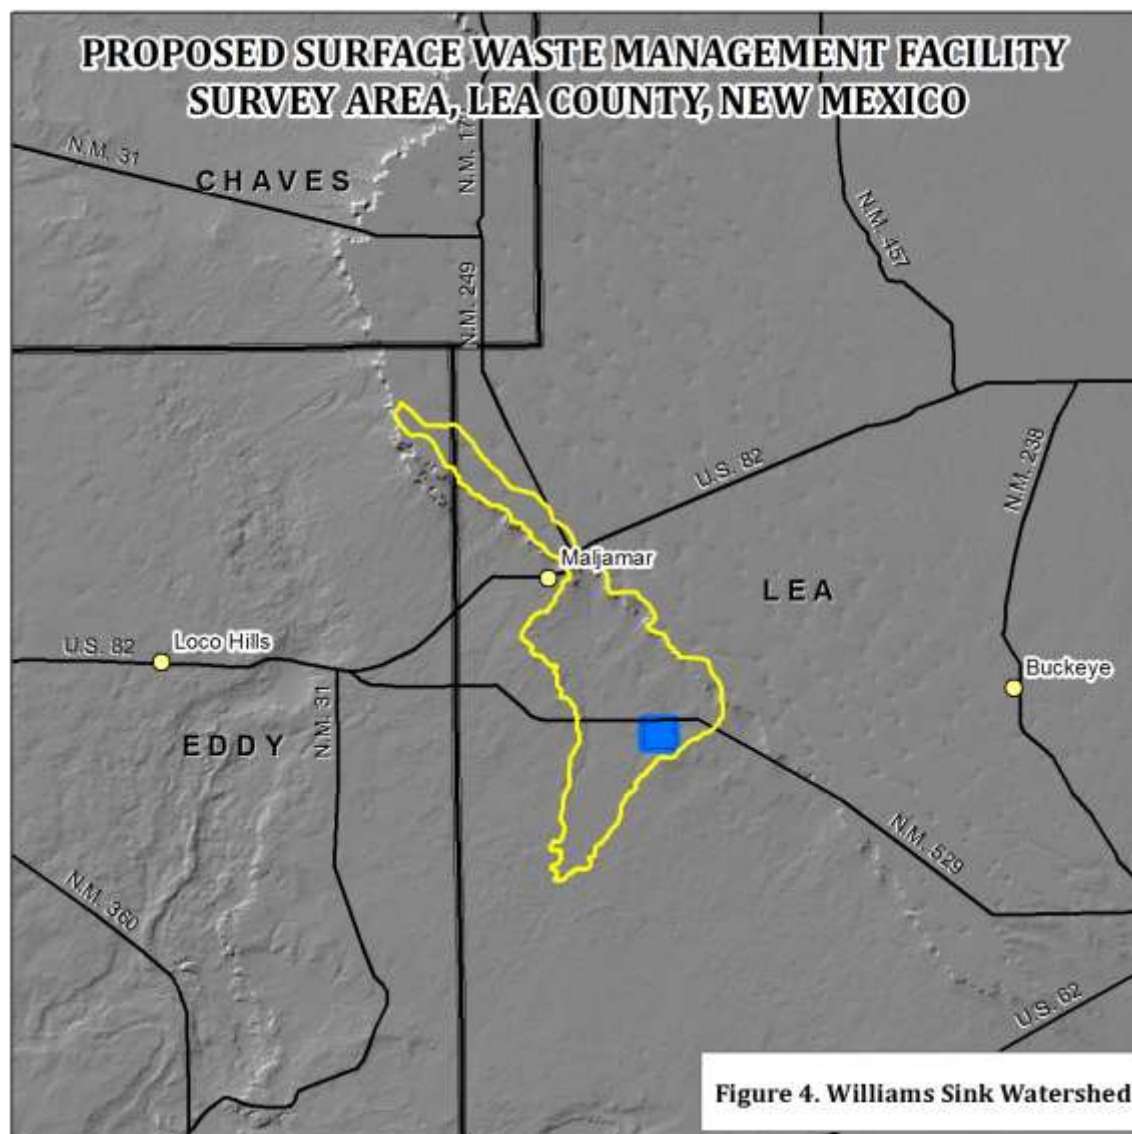 PROPOSED SURFACE WASTE MANAGEMENT FACILITY
SURVEY AREA, LEA COUNTY, NEW MEXICO
N.M. 31
CHAVES
N.M. 249
N.M. 457
U.S. 82
N.M. 238
Maljamar
LEA
U.S. 82
Loco Hills
Buckeye
N.M. 31
EDDY
N.M. 529
N.M. 360
U.S. 62
Figure 4. Williams Sink Watershed